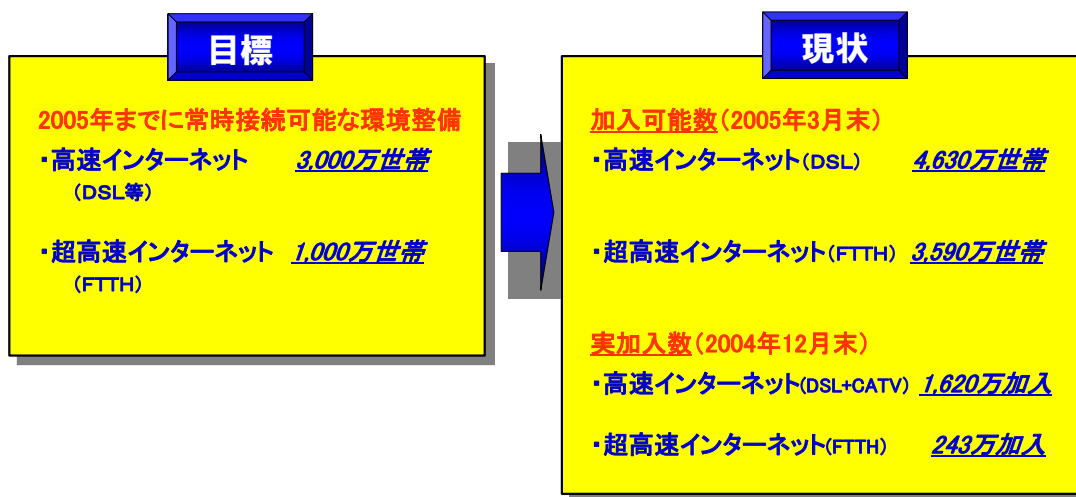 目標
2005年までに常時接続可能な環境整備
・高速インターネット 3,000万世帯
(DSL等)
・超高速インターネット 1,000万世帯
(FTTH)
現状
加入可能数(2005年3月末)
・高速インターネット(DSL) 4,630万世帯
・超高速インターネット(FTTH) 3,590万世帯
実加入数(2004年12月末)
・高速インターネット(DSL+CATV) 1,620万加入
・超高速インターネット(FTTH) 243万加入